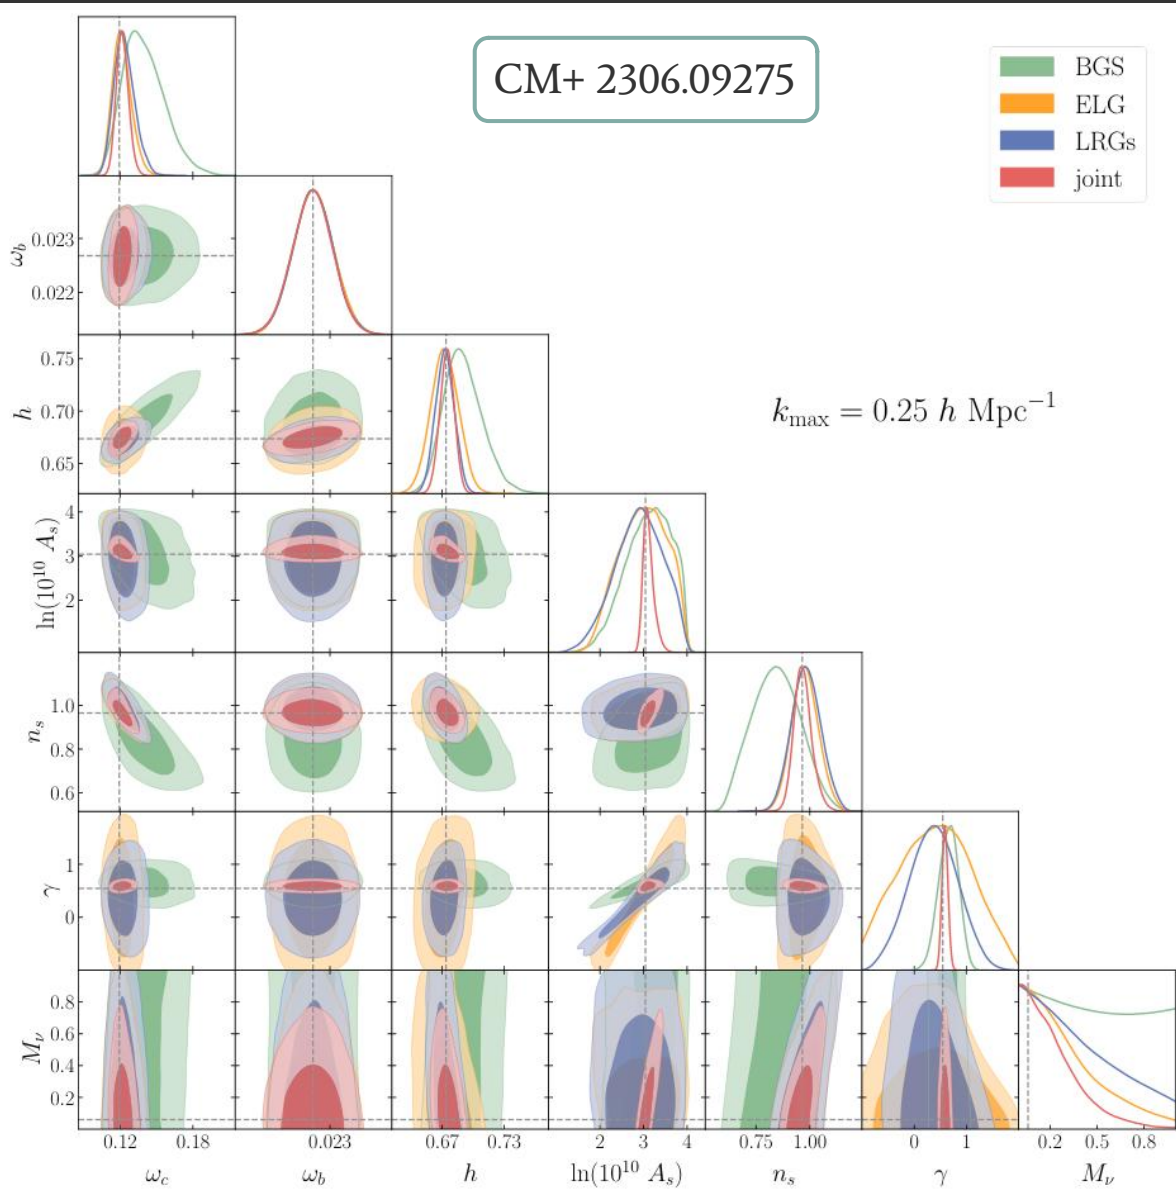 CM+ 2306.09275
BGS
ELG
LRGs
joint
k_max = 0.25 h Mpc⁻¹
ω_b
0.023
0.022
h
0.75
0.70
0.65
ln(10¹⁰ A_s)
4
3
2
n_s
1.0
0.8
0.6
γ
1
0
M_ν
0.8
0.6
0.4
0.2
0.12 0.18 0.023 0.67 0.73 2 3 4 0.75 1.00 0 1 0.2 0.5 0.8
ω_c ω_b h ln(10¹⁰ A_s) n_s γ M_ν